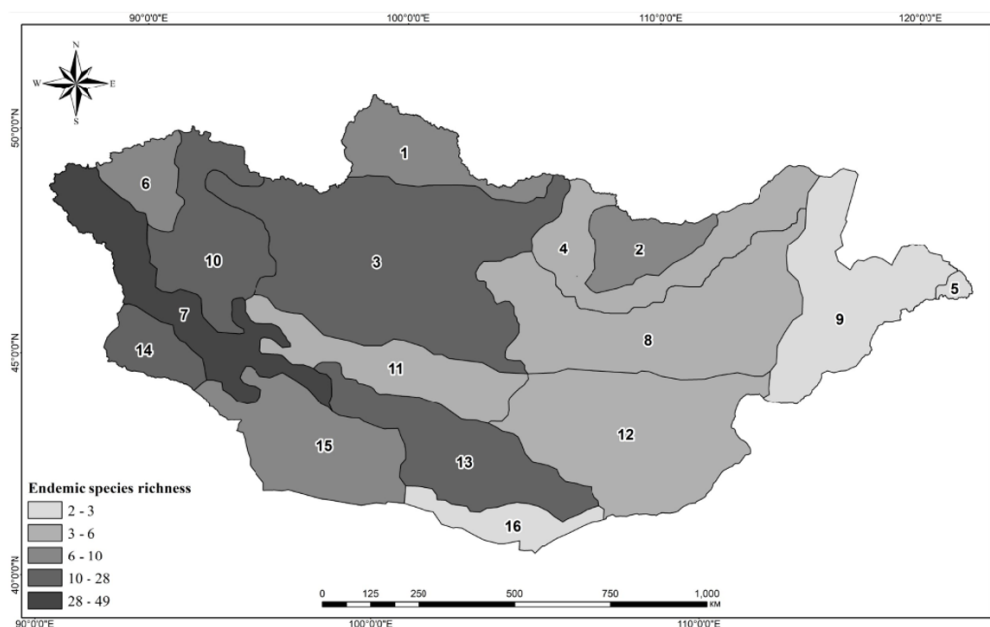 90°0'0"E 100°0'0"E 110°0'0"E 120°0'0"E
N
W E
S
50°0'0"N
45°0'0"N
40°0'0"N
1
6
2
4
10
3
5
7
9
8
14
11
12
15
13
16
Endemic species richness
2 - 3
3 - 6
6 - 10
10 - 28
28 - 49
0 125 250 500 750 1,000
KM
90°0'0"E 100°0'0"E 110°0'0"E